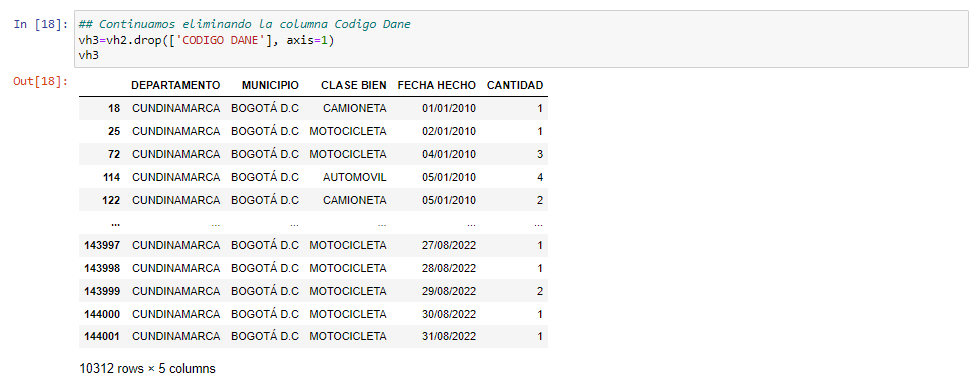 In [18]: ## Continuamos eliminando la columna Codigo Dane
vh3=vh2.drop(['CODIGO DANE'], axis=1)
vh3
Out[18]:
DEPARTAMENTO MUNICIPIO CLASE BIEN FECHA HECHO CANTIDAD
18 CUNDINAMARCA BOGOTÁ D.C CAMIONETA 01/01/2010 1
25 CUNDINAMARCA BOGOTÁ D.C MOTOCICLETA 02/01/2010 1
72 CUNDINAMARCA BOGOTÁ D.C MOTOCICLETA 04/01/2010 3
114 CUNDINAMARCA BOGOTÁ D.C AUTOMOVIL 05/01/2010 4
122 CUNDINAMARCA BOGOTÁ D.C CAMIONETA 05/01/2010 2
... ... ... ... ... ...
143997 CUNDINAMARCA BOGOTÁ D.C MOTOCICLETA 27/08/2022 1
143998 CUNDINAMARCA BOGOTÁ D.C MOTOCICLETA 28/08/2022 1
143999 CUNDINAMARCA BOGOTÁ D.C MOTOCICLETA 29/08/2022 2
144000 CUNDINAMARCA BOGOTÁ D.C MOTOCICLETA 30/08/2022 1
144001 CUNDINAMARCA BOGOTÁ D.C MOTOCICLETA 31/08/2022 1
10312 rows × 5 columns